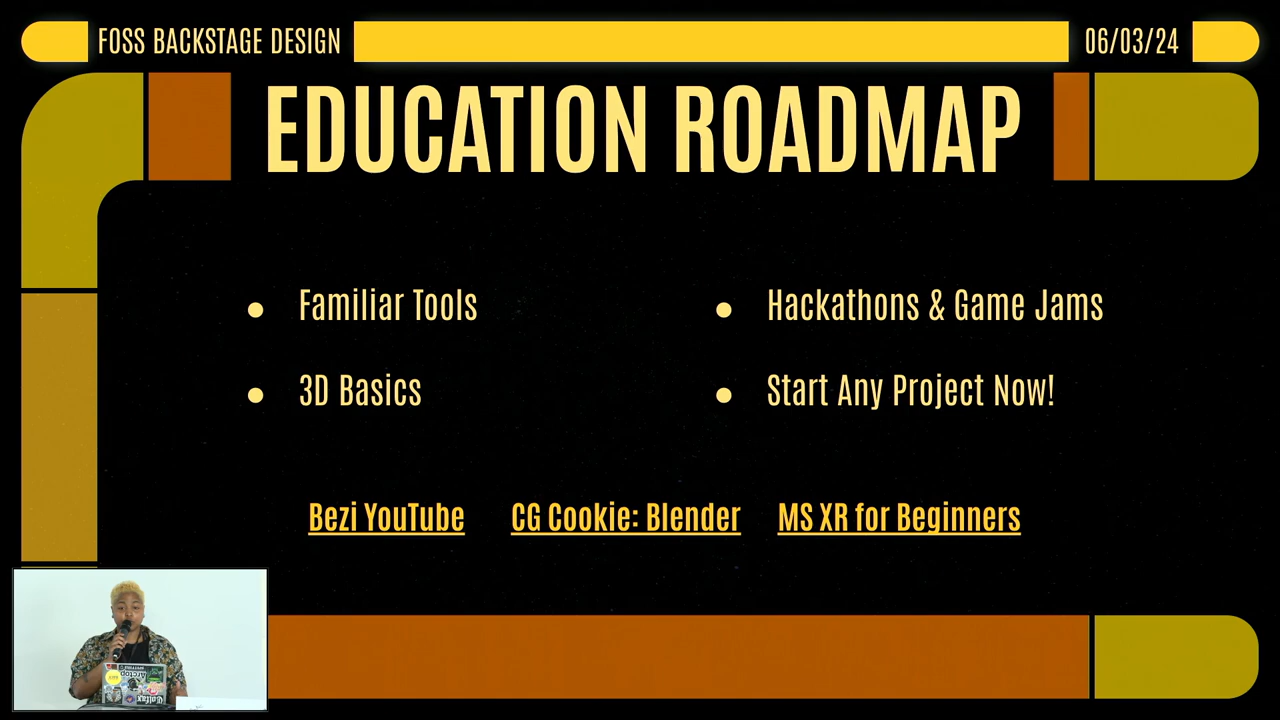 FOSS BACKSTAGE DESIGN
06/03/24
EDUCATION ROADMAP
Familiar Tools
3D Basics
Hackathons & Game Jams
Start Any Project Now!
Bezi YouTube
CG Cookie: Blender
MS XR for Beginners